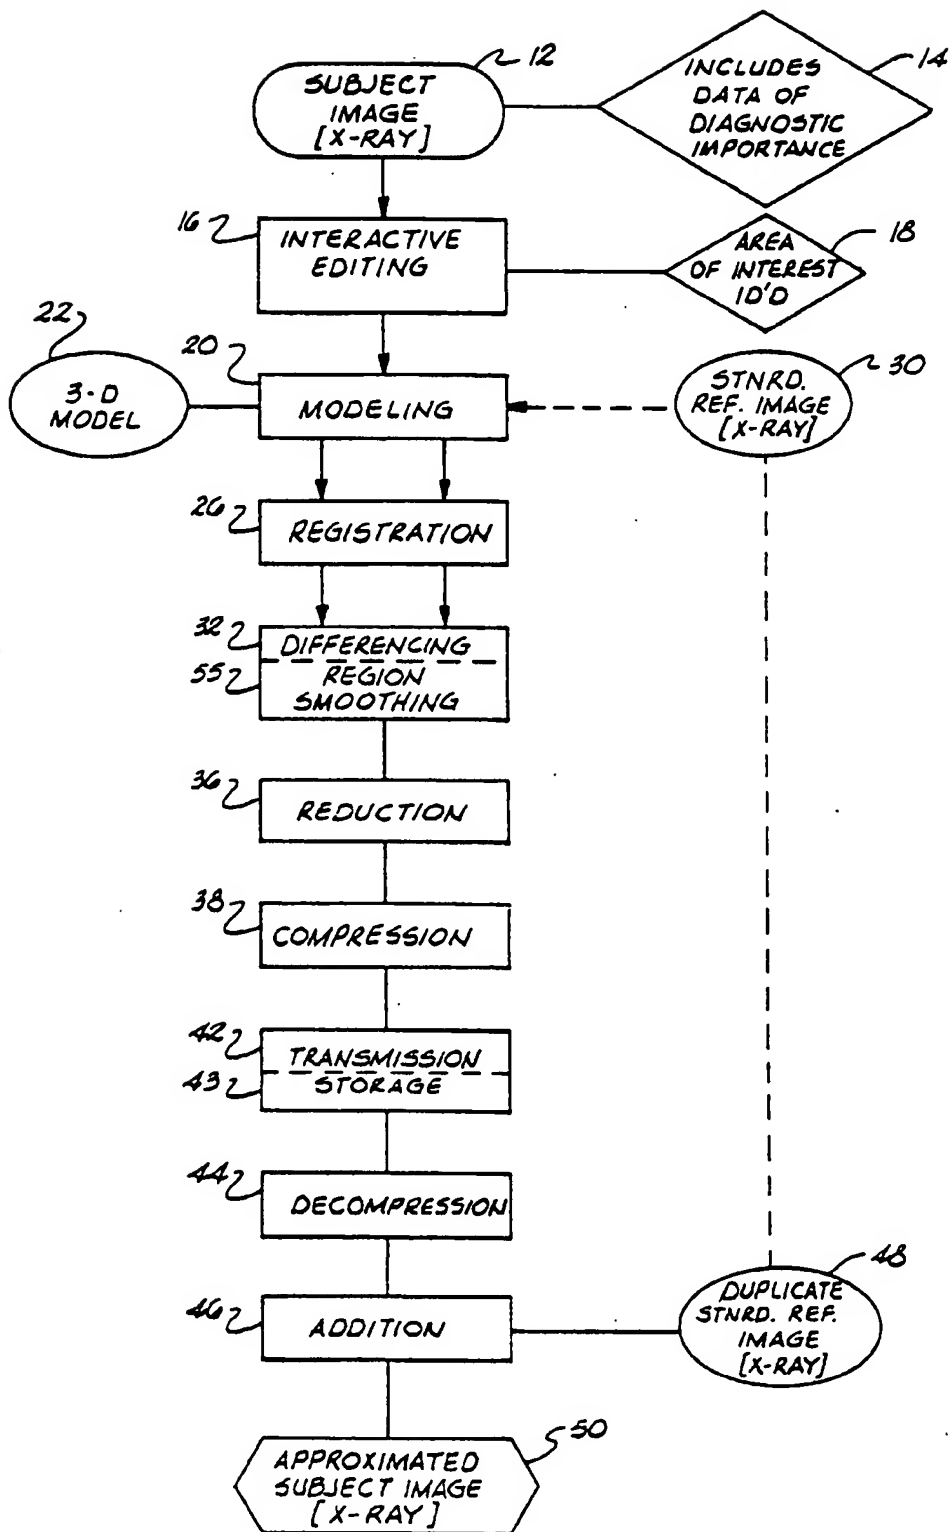 12
SUBJECT
IMAGE
[X-RAY]
14
INCLUDES
DATA OF
DIAGNOSTIC
IMPORTANCE
16
INTERACTIVE
EDITING
18
AREA
OF INTEREST
ID'D
22
3-D
MODEL
20
MODELING
30
STNRD.
REF. IMAGE
[X-RAY]
26
REGISTRATION
32
DIFFERENCING
55
REGION
SMOOTHING
36
REDUCTION
38
COMPRESSION
42
TRANSMISSION
43
STORAGE
44
DECOMPRESSION
46
ADDITION
48
DUPLICATE
STNRD. REF.
IMAGE
[X-RAY]
50
APPROXIMATED
SUBJECT IMAGE
[X-RAY]